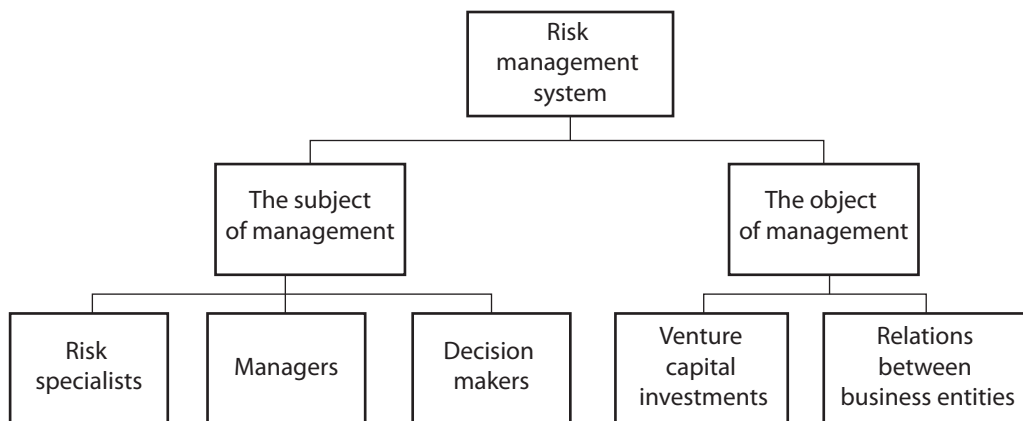 Risk
management
system
The subject
of management
The object
of management
Risk
specialists
Managers
Decision
makers
Venture
capital
investments
Relations
between
business entities